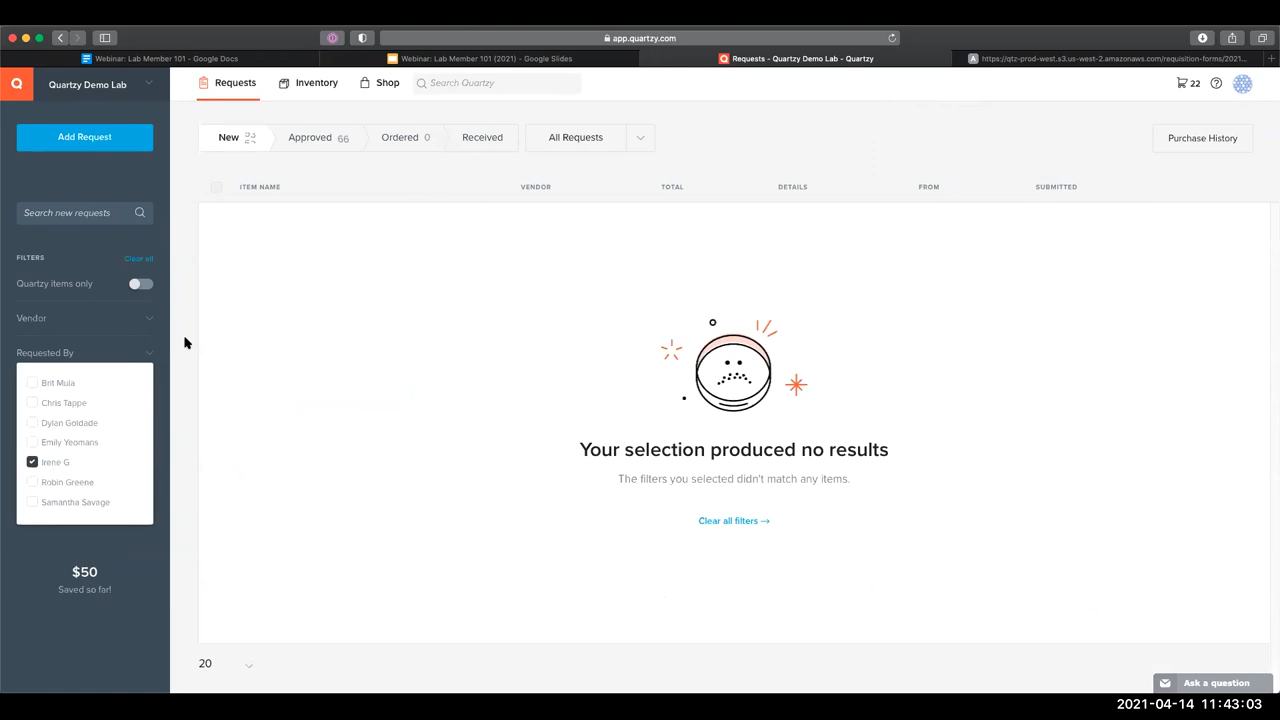 app.quartzy.com
Webinar: Lab Member 101 - Google Docs
Webinar: Lab Member 101 (2021) - Google Slides
Requests - Quartzy Demo Lab - Quartzy
https://qtz-prod-west.s3.us-west-2.amazonaws.com/requisition-forms/2021...
Quartzy Demo Lab
Requests
Inventory
Shop
Search Quartzy
22
Add Request
New
Approved 66
Ordered 0
Received
All Requests
Purchase History
ITEM NAME
VENDOR
TOTAL
DETAILS
FROM
SUBMITTED
Search new requests
FILTERS
Clear all
Quartzy items only
Vendor
Requested By
Brit Mula
Chris Tappe
Dylan Goldade
Emily Yeomans
Irene G
Robin Greene
Samantha Savage
$50
Saved so far!
Your selection produced no results
The filters you selected didn't match any items.
Clear all filters →
20
Ask a question
2021-04-14 11:43:03